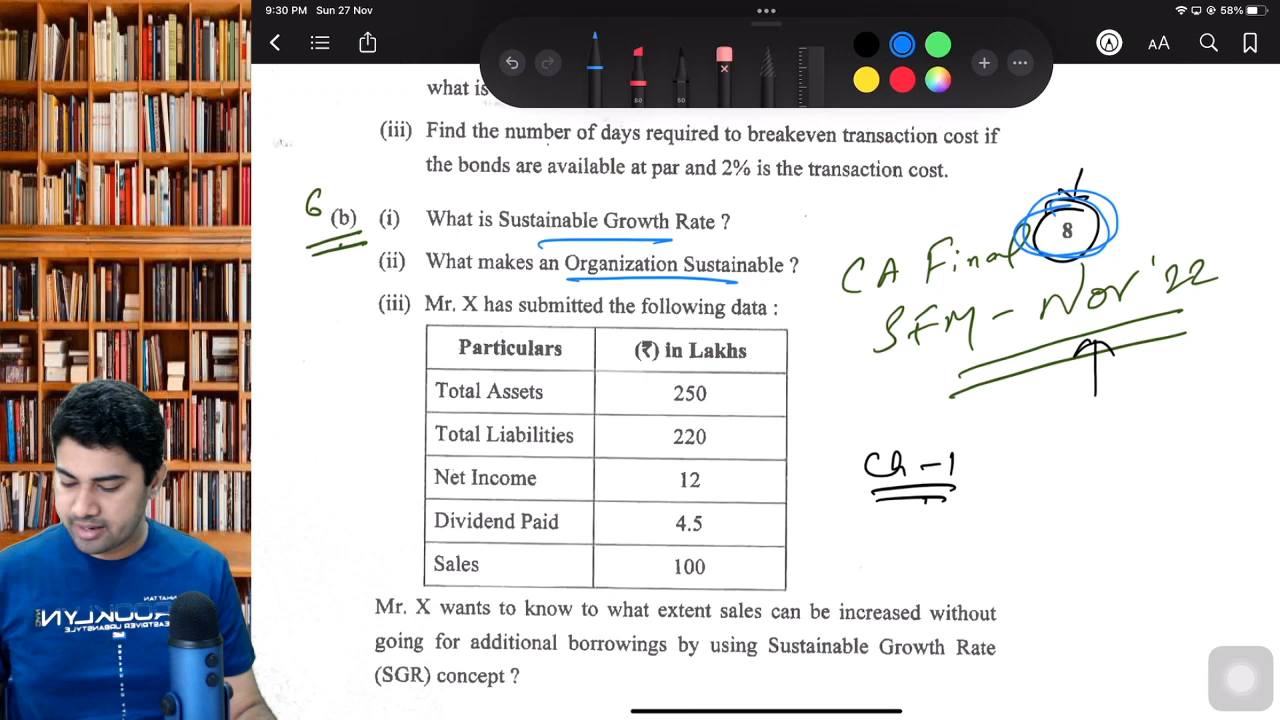 9:30 PM Sun 27 Nov
58%
AA
80
50
what is
(iii) Find the number of days required to breakeven transaction cost if
the bonds are available at par and 2% is the transaction cost.
6 (b) (i) What is Sustainable Growth Rate ?
8
(ii) What makes an Organization Sustainable ?
CA Final
SFM - Nov '22
(iii) Mr. X has submitted the following data :
Particulars (₹) in Lakhs
Total Assets 250
Total Liabilities 220
Ch-1
Net Income 12
Dividend Paid 4.5
Sales 100
Mr. X wants to know to what extent sales can be increased without
going for additional borrowings by using Sustainable Growth Rate
(SGR) concept ?
BROOKLYN